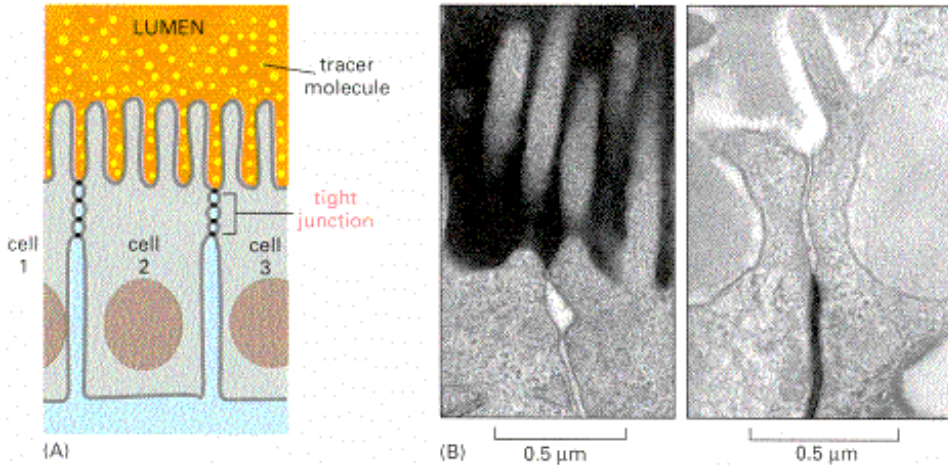 LUMEN
tracer
molecule
tight
junction
cell
1
cell
2
cell
3
(A)
(B)
0.5 µm
0.5 µm